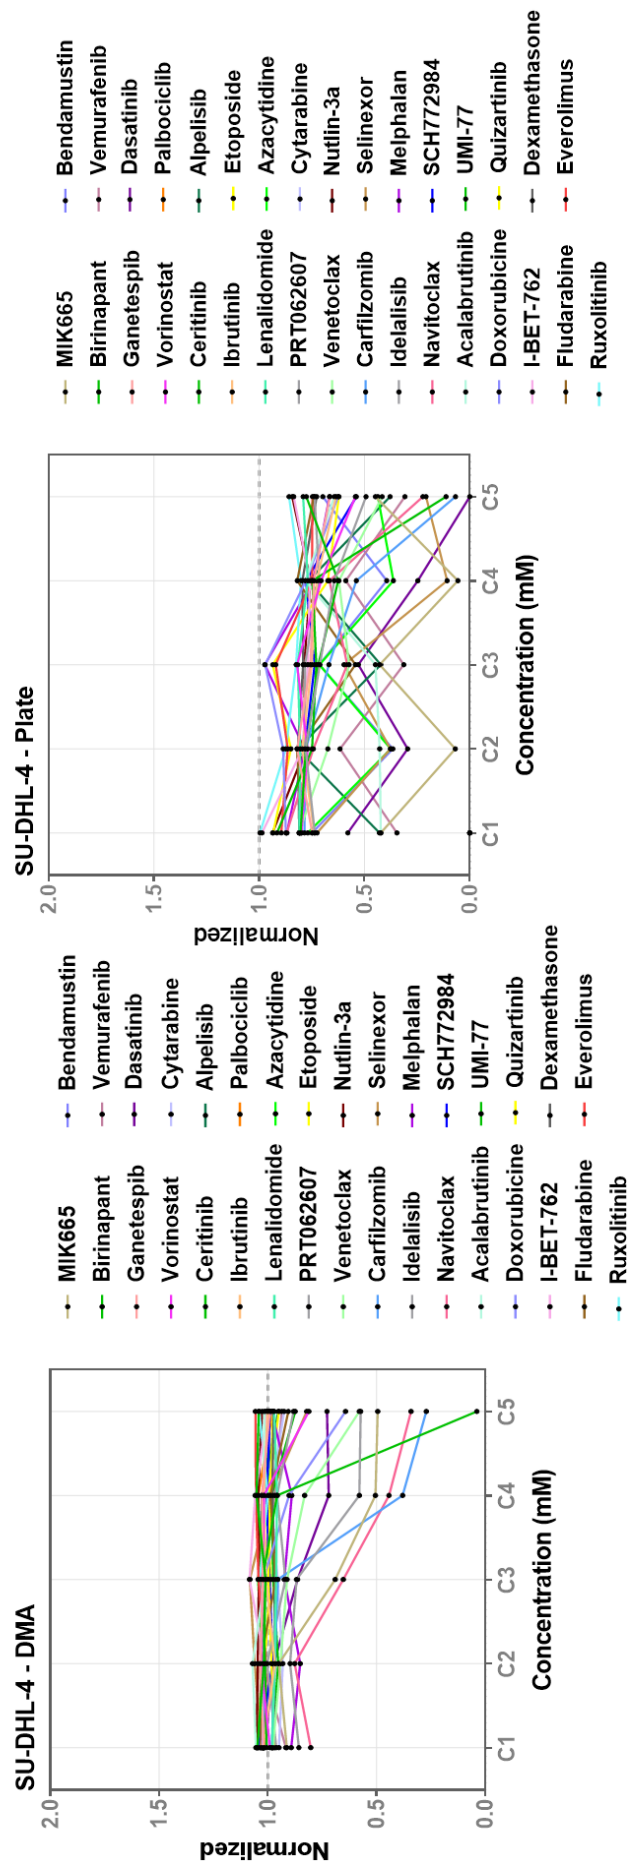 SU-DHL-4 - DMA
Normalized
2.0
1.5
1.0
0.5
0.0
C1 C2 C3 C4 C5
Concentration (mM)
MIK665 Bendamustin
Birinapant Vemurafenib
Ganetespib Dasatinib
Vorinostat Cytarabine
Ceritinib Alpelisib
Ibrutinib Palbociclib
Lenalidomide Azacytidine
PRT062607 Etoposide
Venetoclax Nutlin-3a
Carfilzomib Selinexor
Idelalisib Melphalan
Navitoclax SCH772984
Acalabrutinib UMI-77
Doxorubicine Quizartinib
I-BET-762 Dexamethasone
Fludarabine Everolimus
Ruxolitinib
SU-DHL-4 - Plate
Normalized
2.0
1.5
1.0
0.5
0.0
C1 C2 C3 C4 C5
Concentration (mM)
MIK665 Bendamustin
Birinapant Vemurafenib
Ganetespib Dasatinib
Vorinostat Palbociclib
Ceritinib Alpelisib
Ibrutinib Etoposide
Lenalidomide Azacytidine
PRT062607 Cytarabine
Venetoclax Nutlin-3a
Carfilzomib Selinexor
Idelalisib Melphalan
Navitoclax SCH772984
Acalabrutinib UMI-77
Doxorubicine Quizartinib
I-BET-762 Dexamethasone
Fludarabine Everolimus
Ruxolitinib